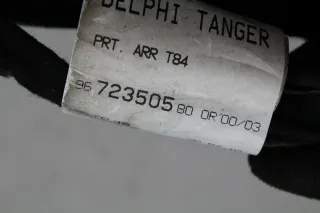 DELPHI TANGER
PRT. ARR T84
96 723505 80 OR'00/03